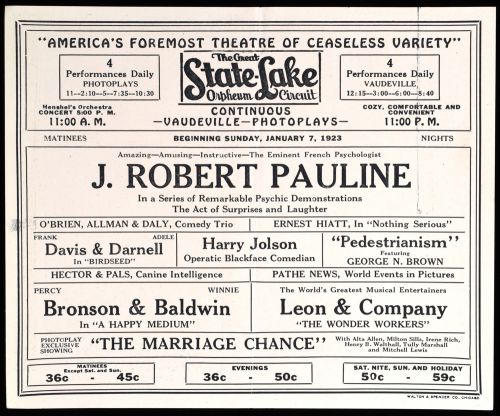 "AMERICA'S FOREMOST THEATRE OF CEASELESS VARIETY"
4
Performances Daily
PHOTOPLAYS
11—2:10—5—7:35—10:30
The Great
State-Lake
Orpheum Circuit
4
Performances Daily
VAUDEVILLE
12:15—3:00—6:00—8:40
Henshel's Orchestra
CONCERT 5:00 P. M.
11:00 A. M.
CONTINUOUS
—VAUDEVILLE—PHOTOPLAYS—
COZY, COMFORTABLE AND
CONVENIENT
11:00 P. M.
MATINEES
BEGINNING SUNDAY, JANUARY 7, 1923
NIGHTS
Amazing—Amusing—Instructive—The Eminent French Psychologist
J. ROBERT PAULINE
In a Series of Remarkable Psychic Demonstrations
The Act of Surprises and Laughter
O'BRIEN, ALLMAN & DALY, Comedy Trio
ERNEST HIATT, In "Nothing Serious"
FRANK ADELE
Davis & Darnell
In "BIRDSEED"
Harry Jolson
Operatic Blackface Comedian
"Pedestrianism"
Featuring
GEORGE N. BROWN
HECTOR & PALS, Canine Intelligence
PATHE NEWS, World Events in Pictures
PERCY WINNIE
Bronson & Baldwin
In "A HAPPY MEDIUM"
The World's Greatest Musical Entertainers
Leon & Company
"THE WONDER WORKERS"
PHOTOPLAY
EXCLUSIVE
SHOWING
"THE MARRIAGE CHANCE"
With Alta Allen, Milton Sills, Irene Rich,
Henry B. Walthall, Tully Marshall
and Mitchell Lewis
MATINEES
Except Sat. and Sun.
36c - 45c
EVENINGS
36c - 50c
SAT. NITE, SUN. AND HOLIDAY
50c - 59c
WALTON & SPENCER CO., CHICAGO